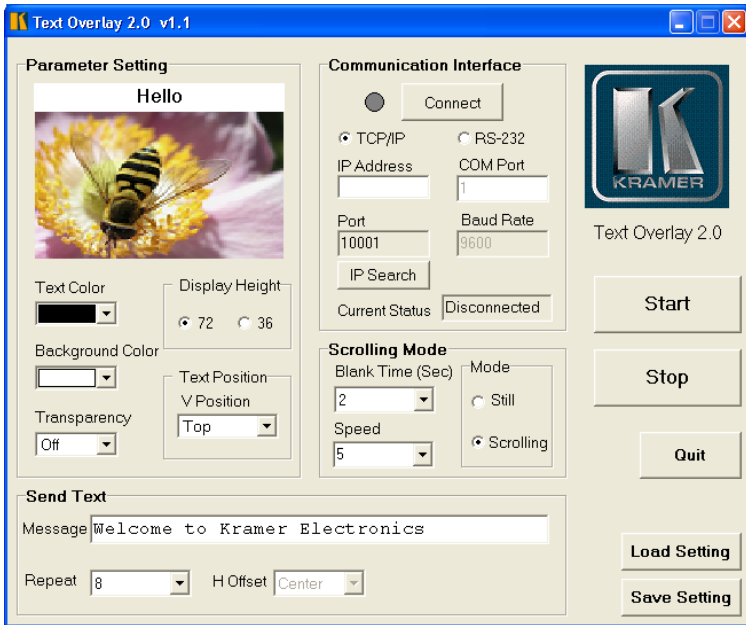 Text Overlay 2.0 v1.1
Parameter Setting
Hello
Text Color
Display Height
72 36
Background Color
Text Position
V Position
Top
Transparency
Off
Communication Interface
Connect
TCP/IP RS-232
IP Address COM Port
1
Port Baud Rate
10001 9600
IP Search
Current Status Disconnected
Scrolling Mode
Blank Time (Sec)
2
Speed
5
Mode
Still
Scrolling
KRAMER
Text Overlay 2.0
Start
Stop
Quit
Send Text
Message Welcome to Kramer Electronics
Repeat 8 H Offset Center
Load Setting
Save Setting